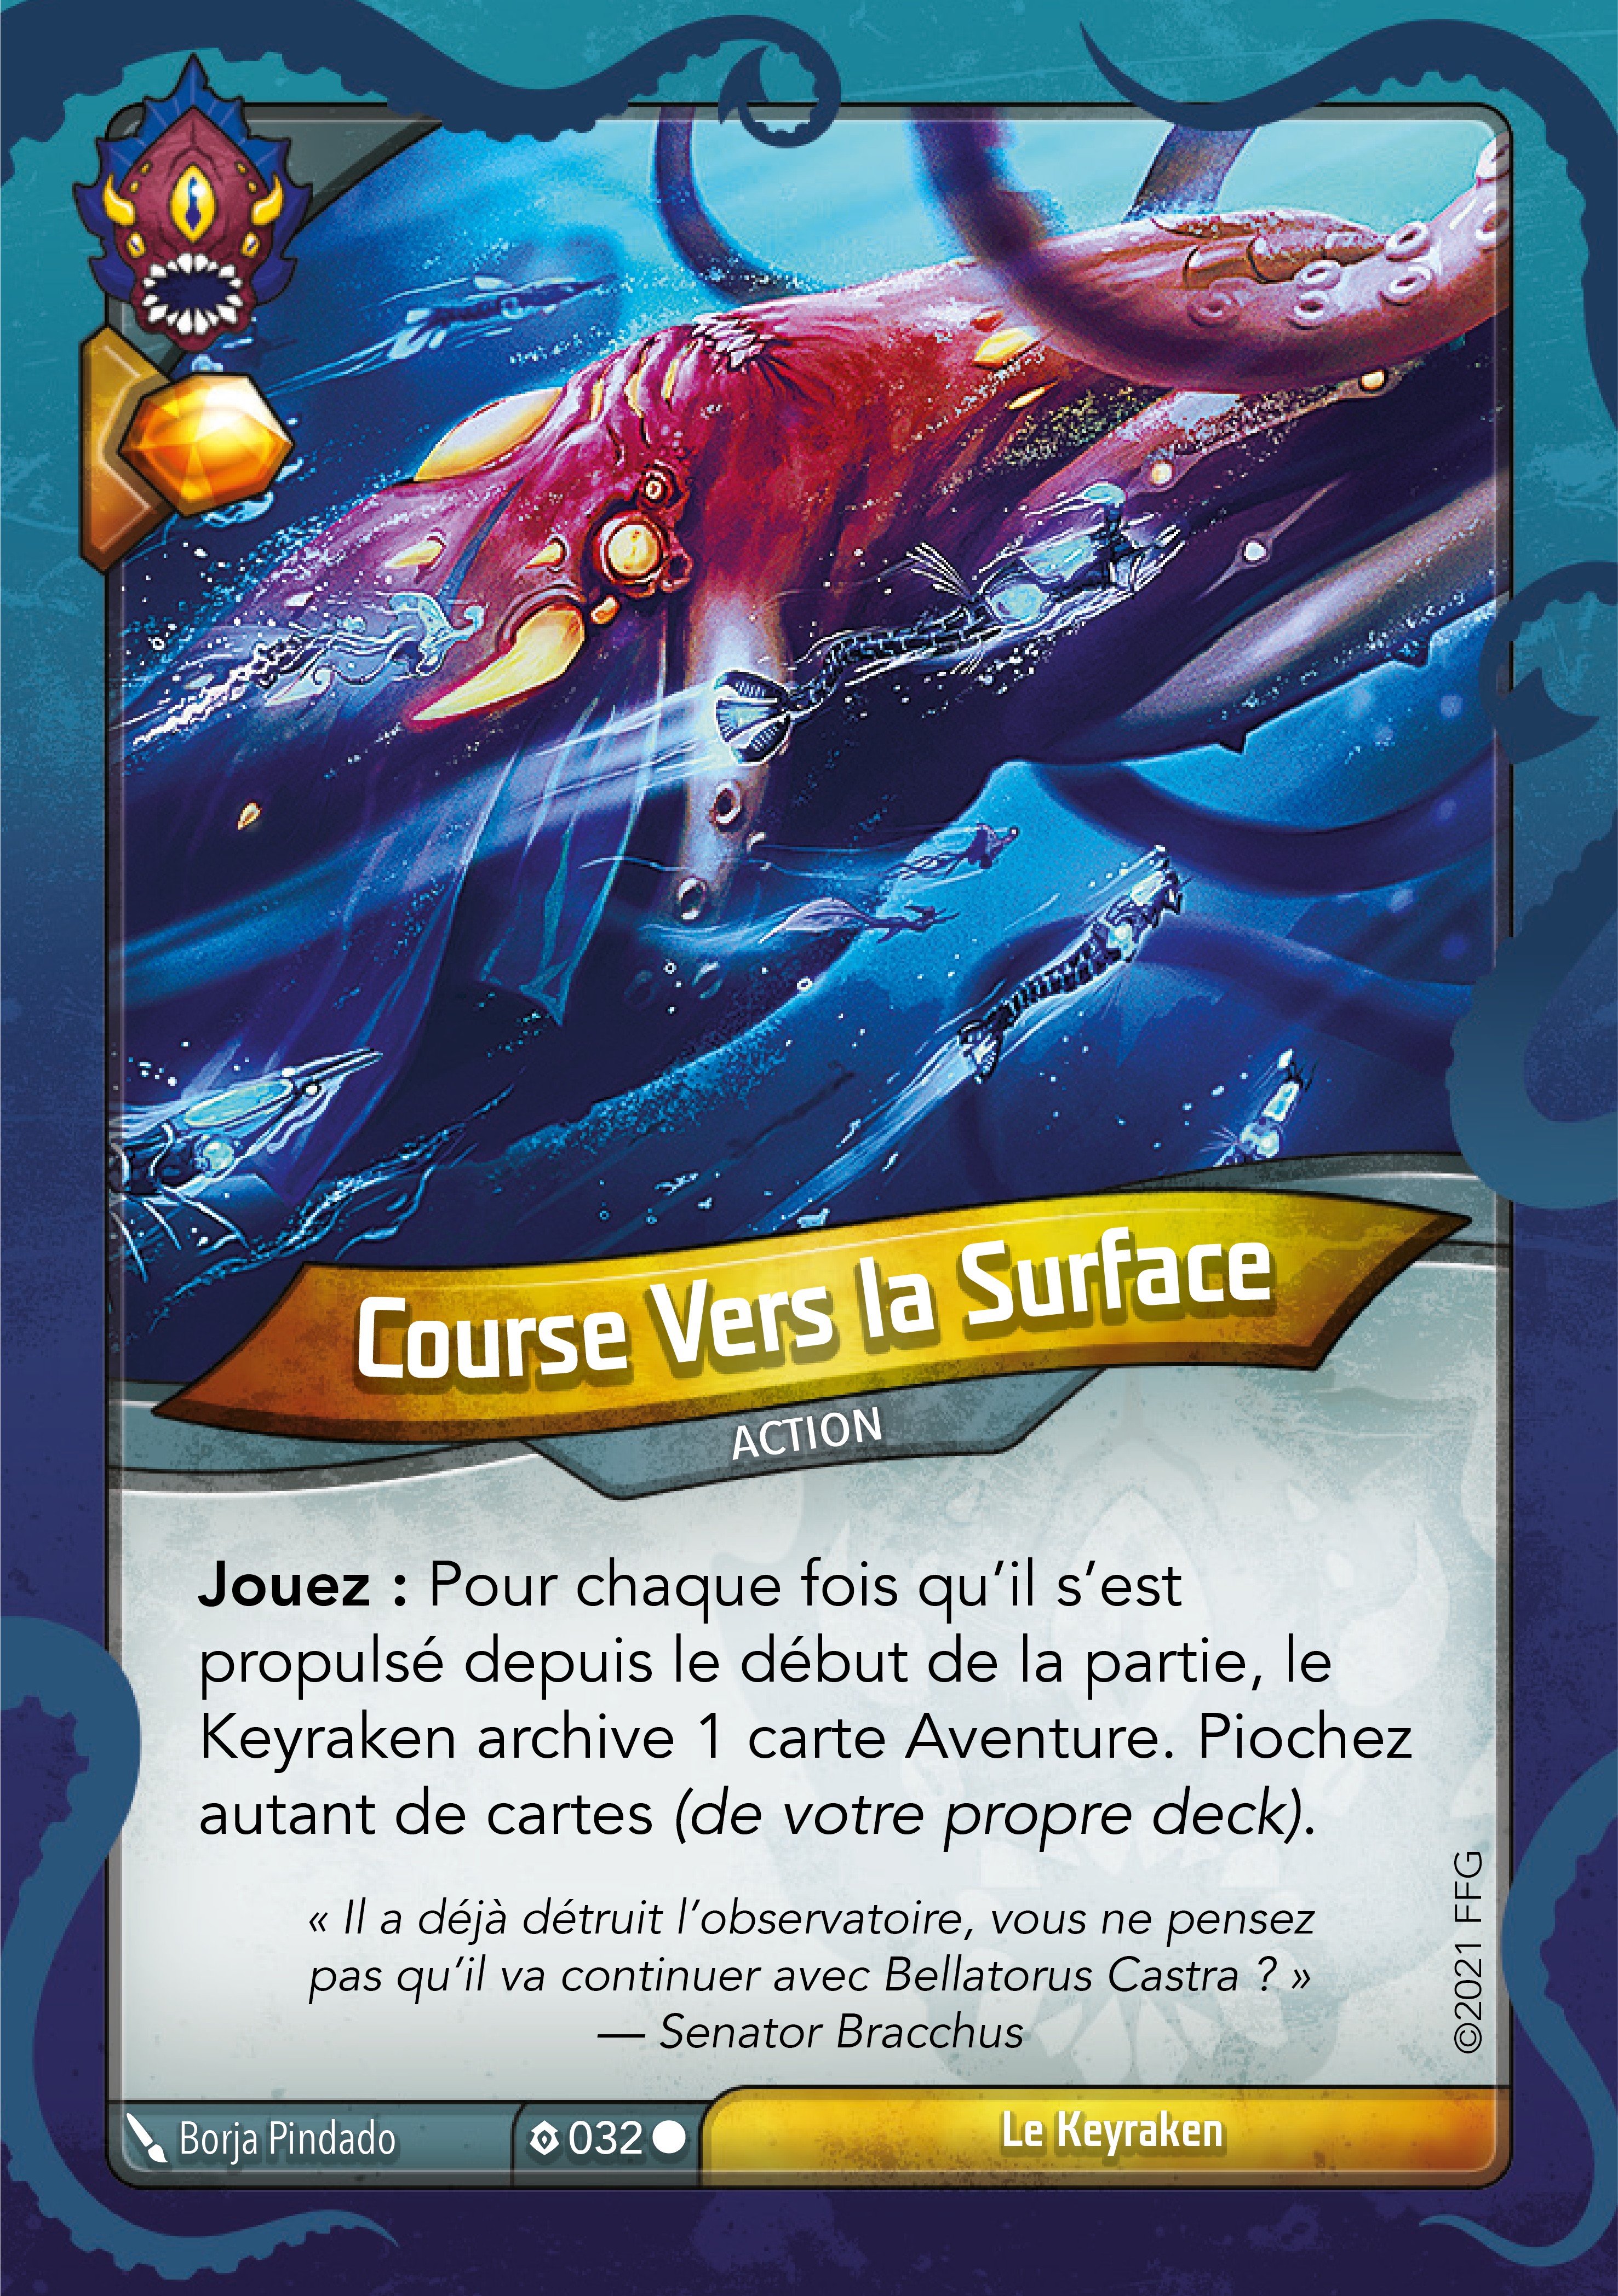 Course Vers la Surface
ACTION
Jouez : Pour chaque fois qu’il s’est
propulsé depuis le début de la partie, le
Keyraken archive 1 carte Aventure. Piochez
autant de cartes (de votre propre deck).
« Il a déjà détruit l’observatoire, vous ne pensez
pas qu’il va continuer avec Bellatorus Castra ? »
— Senator Bracchus
©2021 FFG
Borja Pindado
032
Le Keyraken